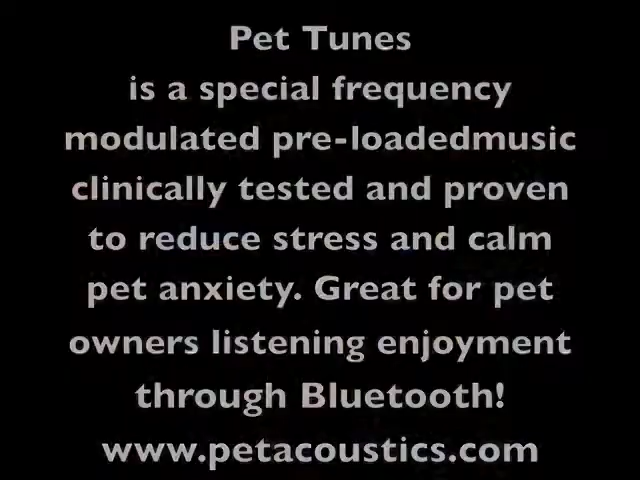 Pet Tunes
is a special frequency
modulated pre-loadedmusic
clinically tested and proven
to reduce stress and calm
pet anxiety. Great for pet
owners listening enjoyment
through Bluetooth!
www.petacoustics.com